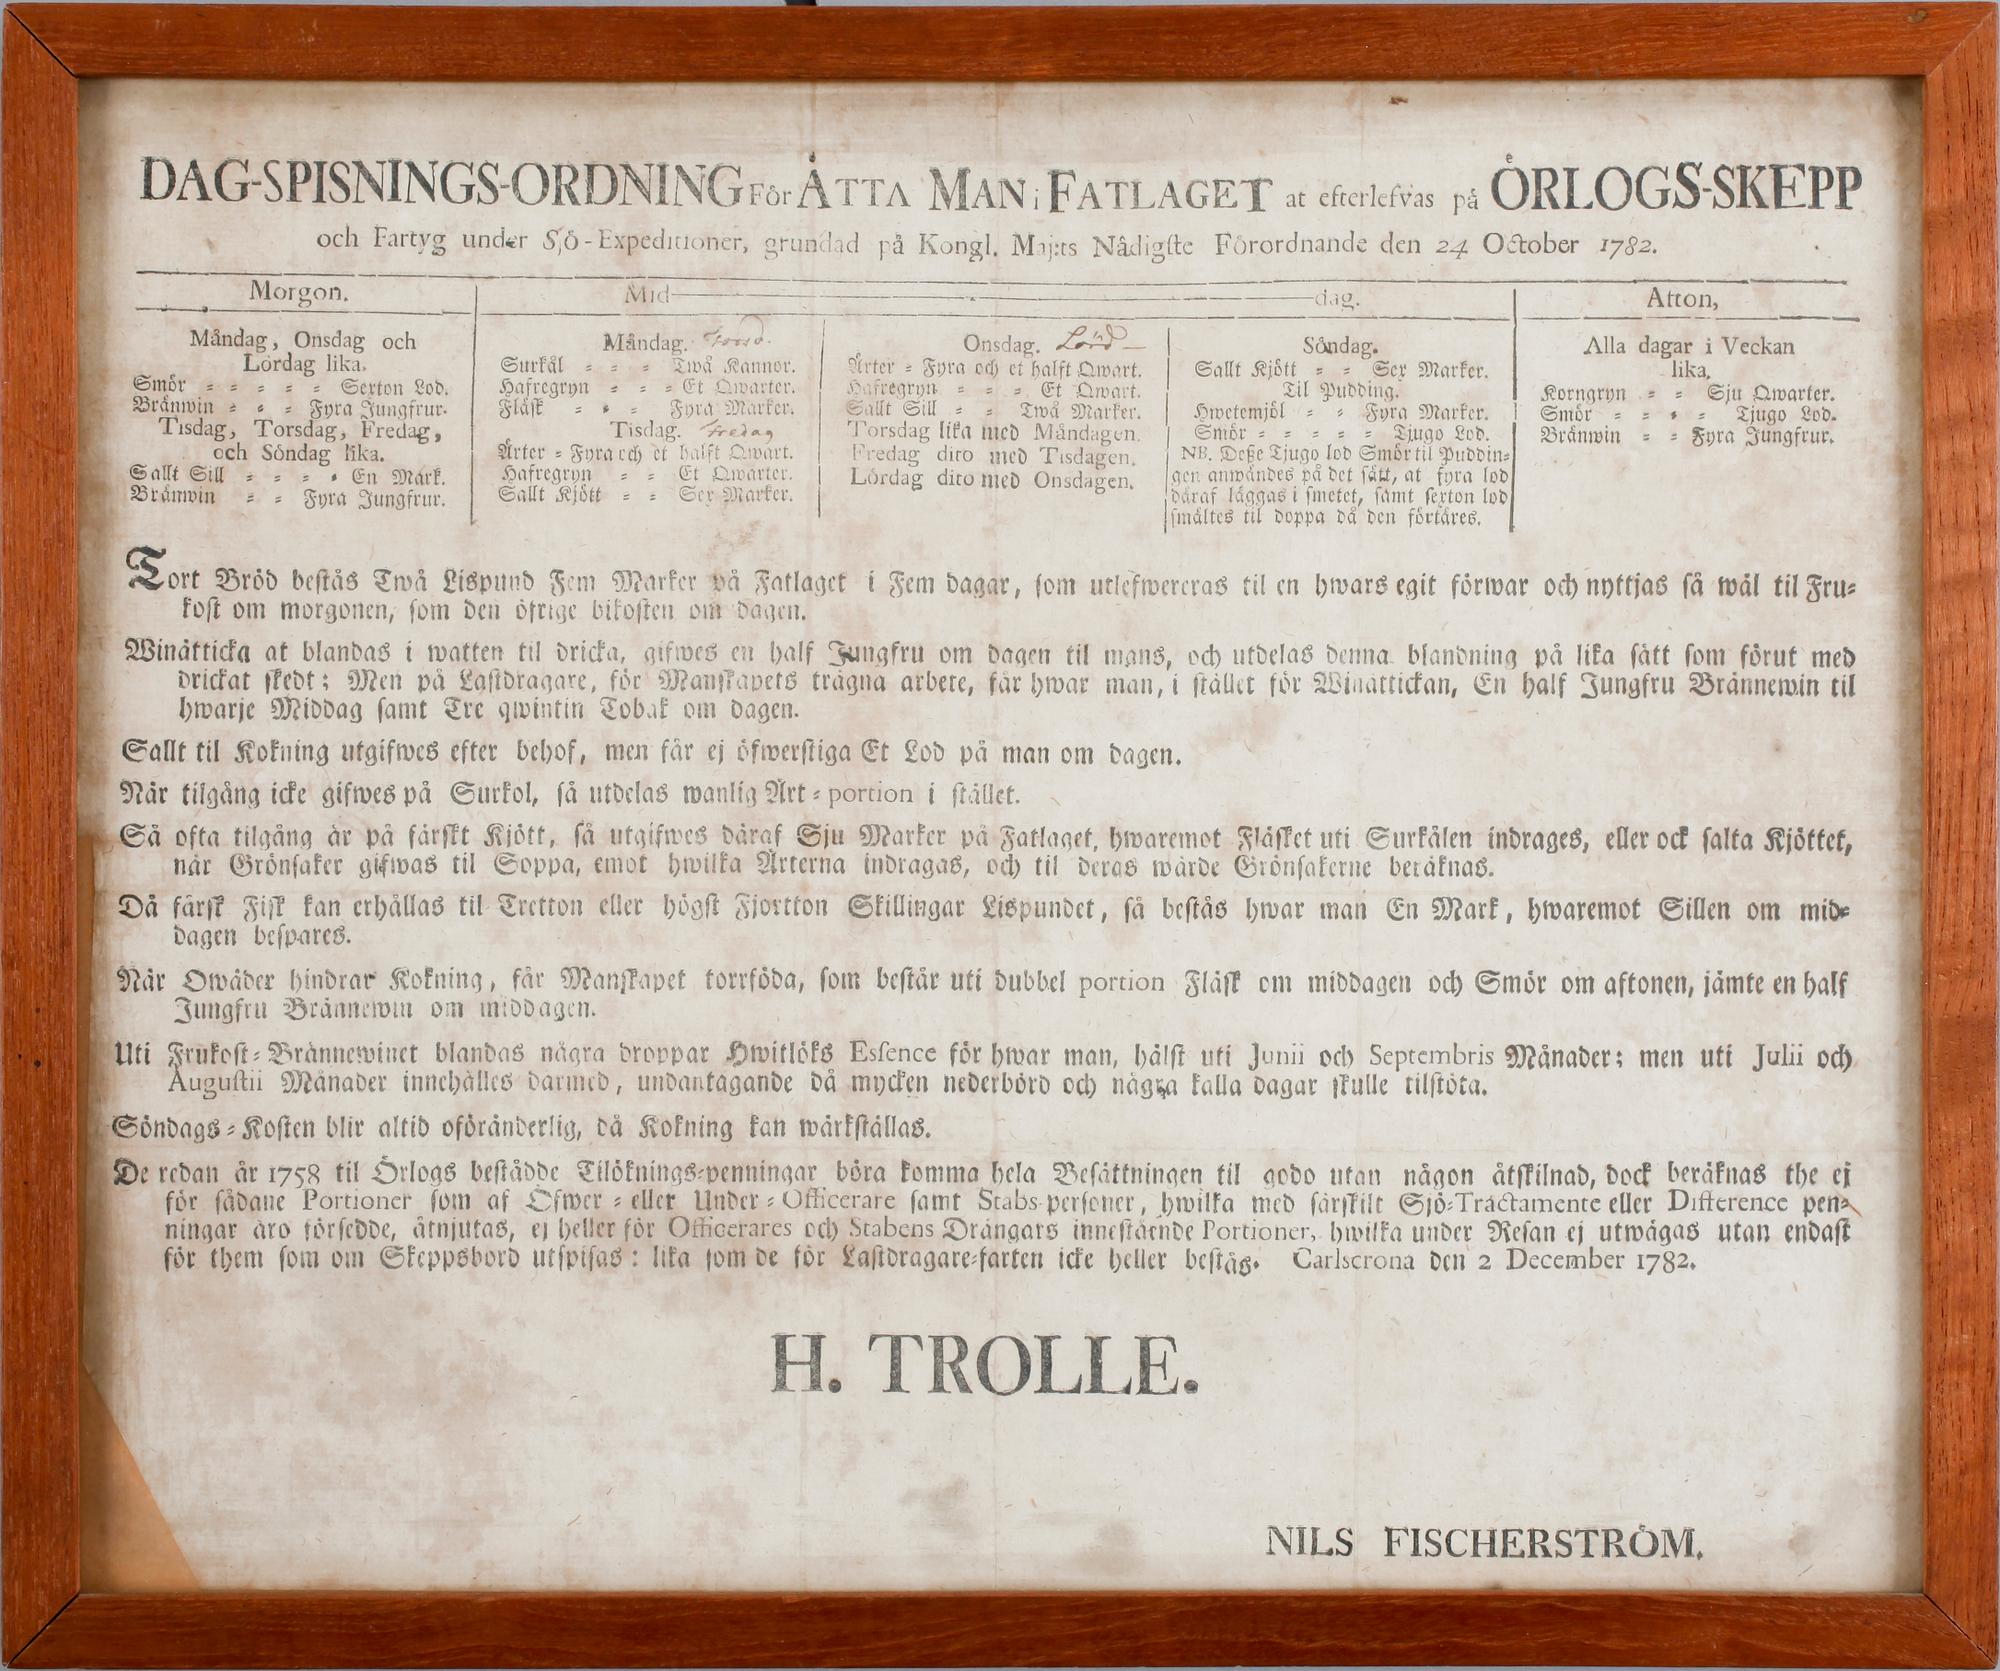 DAG-SPISNINGS-ORDNING För ÅTTA MAN i FATLAGET at efterlefvas på ÖRLOGS-SKEPP
och Fartyg under Sjö-Expeditioner, grundad på Kongl. Maj:ts Nådigste Förordnande den 24 October 1782.
Morgon.
Måndag, Onsdag och
Lördag lika.
Smör = = = = = Sexton Lod.
Bränwin = = = Fyra Jungfrur.
Tisdag, Torsdag, Fredag,
och Söndag lika.
Sallt Sill = = = = En Mark.
Bränwin = = Fyra Jungfrur.
Mid dag.
Måndag. Torsd.
Surkål = = = Twå Kannor.
Hafregryn = = = Et Qwarter.
Fläsk = = = Fyra Marker.
Tisdag. Fredag
Ärter = Fyra och et halft Qwart.
Hafregryn = = Et Qwarter.
Sallt Kjött = = Sex Marker.
Onsdag. Lörd
Ärter = Fyra och et halft Qwart.
Hafregryn = = = Et Qwart.
Sallt Sill = = Twå Marker.
Torsdag lika med Måndagen.
Fredag dito med Tisdagen.
Lördag dito med Onsdagen.
Söndag.
Sallt Kjött = = Sex Marker.
Til Pudding.
Hwetemjöl = = Fyra Marker.
Smör = = = = = Tjugo Lod.
NB. Deße Tjugo lod Smör til Puddin=
gen anwändes på det sätt, at fyra lod
däraf läggas i smetet, samt sexton lod
smältes til doppa då den förtäres.
Afton,
Alla dagar i Veckan
lika.
Korngryn = = Sju Qwarter.
Smör = = = = Tjugo Lod.
Bränwin = = Fyra Jungfrur.
Tort Bröd bestås Twå Lispund Fem Marker på Fatlaget i Fem dagar, som utlefwereras til en hwars egit förwar och nyttjas så wäl til Fru=
kost om morgonen, som den öfrige bikosten om dagen.
Winätticka at blandas i watten til dricka, gifwes en half Jungfru om dagen til mans, och utdelas denna blandning på lika sätt som förut med
drickat skedt; Men på Lastdragare, för Manskapets trägna arbete, får hwar man, i stället för Winättickan, En half Jungfru Brännewin til
hwarje Middag samt Tre qwintin Tobak om dagen.
Sallt til Kokning utgifwes efter behof, men får ej öfwerstiga Et Lod på man om dagen.
När tilgång icke gifwes på Surkol, så utdelas wanlig Ärt=portion i stället.
Så ofta tilgång är på färskt Kjött, så utgifwes däraf Sju Marker på Fatlaget, hwaremot Fläsket uti Surkålen indrages, eller ock salta Kjöttet,
när Grönsaker gifwas til Soppa, emot hwilka Ärterna indragas, och til deras wärde Grönsakerne beräknas.
Då färsk Fisk kan erhållas til Tretton eller högst Fjortton Skillingar Lispundet, så bestås hwar man En Mark, hwaremot Sillen om mid=
dagen bespares.
När Owäder hindrar Kokning, får Manskapet torrföda, som består uti dubbel portion Fläsk om middagen och Smör om aftonen, jämte en half
Jungfru Brännewin om middagen.
Uti Frukost=Brännewinet blandas några droppar Hwitlöks Essence för hwar man, hälst uti Junii och Septembris Månader; men uti Julii och
Augustii Månader innehålles därmed, undantagande då mycken nederbörd och några kalla dagar skulle tilstöta.
Söndags=Kosten blir altid oföränderlig, då Kokning kan wärkställas.
De redan år 1758 til Örlogs bestådde Tilöknings=penningar böra komma hela Besättningen til godo utan någon åtskilnad, dock beräknas the ej
för sådane Portioner som af Öfwer=eller Under=Officerare samt Stabs-personer, hwilka med särskilt Sjö=Tractamente eller Difference pen=
ningar äro försedde, åtnjutas, ej heller för Officerares och Stabens Drängars innestående Portioner, hwilka under Resan ej utwägas utan endast
för them som om Skeppsbord utspisas: lika som de för Lastdragare=farten icke heller bestås. Carlscrona den 2 December 1782.
H. TROLLE.
NILS FISCHERSTRÖM.